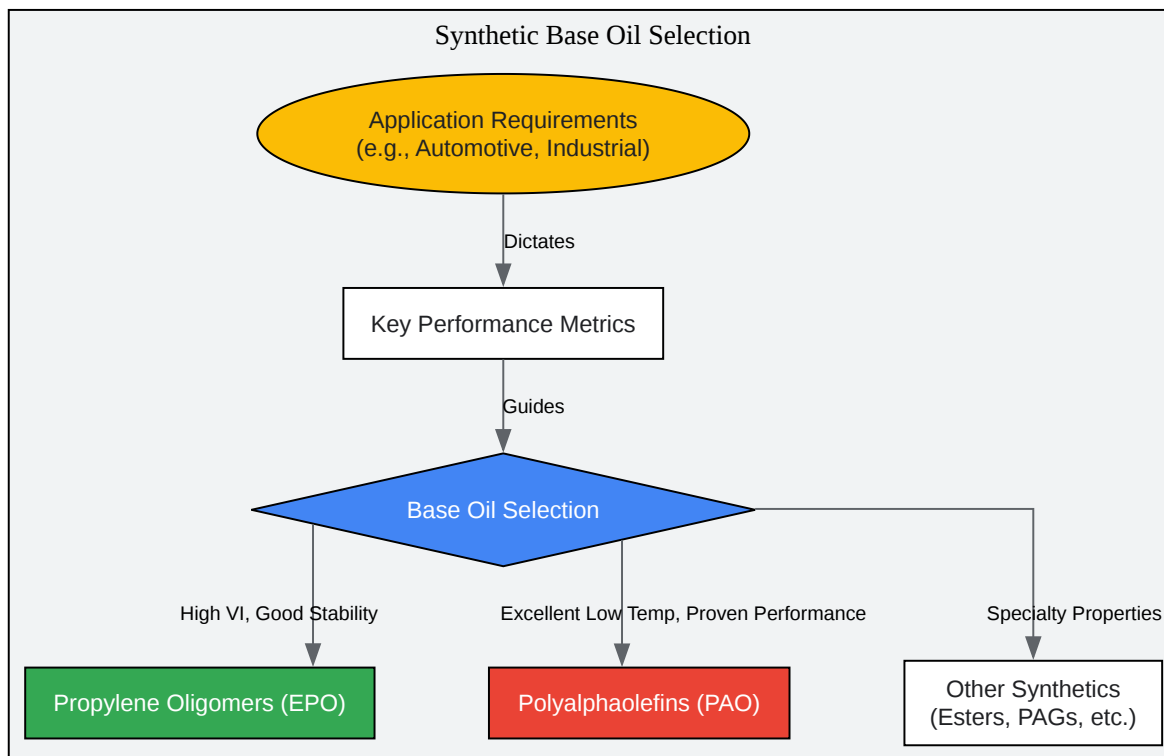 Synthetic Base Oil Selection
Application Requirements
(e.g., Automotive, Industrial)
Dictates
Key Performance Metrics
Guides
Base Oil Selection
High VI, Good Stability
Excellent Low Temp, Proven Performance
Specialty Properties
Propylene Oligomers (EPO)
Polyalphaolefins (PAO)
Other Synthetics
(Esters, PAGs, etc.)